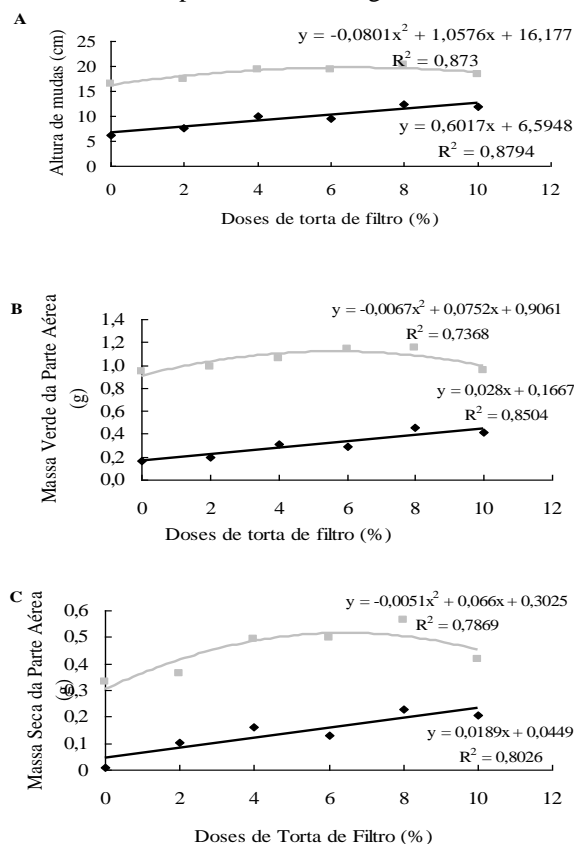 A
Altura de mudas (cm)
25
20
15
10
5
0
y = -0,0801x² + 1,0576x + 16,177
R² = 0,873
y = 0,6017x + 6,5948
R² = 0,8794
0 2 4 6 8 10 12
Doses de torta de filtro (%)
B
Massa Verde da Parte Aérea
(g)
1,4
1,2
1,0
0,8
0,6
0,4
0,2
0,0
y = -0,0067x² + 0,0752x + 0,9061
R² = 0,7368
y = 0,028x + 0,1667
R² = 0,8504
0 2 4 6 8 10 12
Doses de torta de filtro (%)
C
Massa Seca da Parte Aérea
(g)
0,6
0,5
0,4
0,3
0,2
0,1
0
y = -0,0051x² + 0,066x + 0,3025
R² = 0,7869
y = 0,0189x + 0,0449
R² = 0,8026
0 2 4 6 8 10 12
Doses de Torta de Filtro (%)